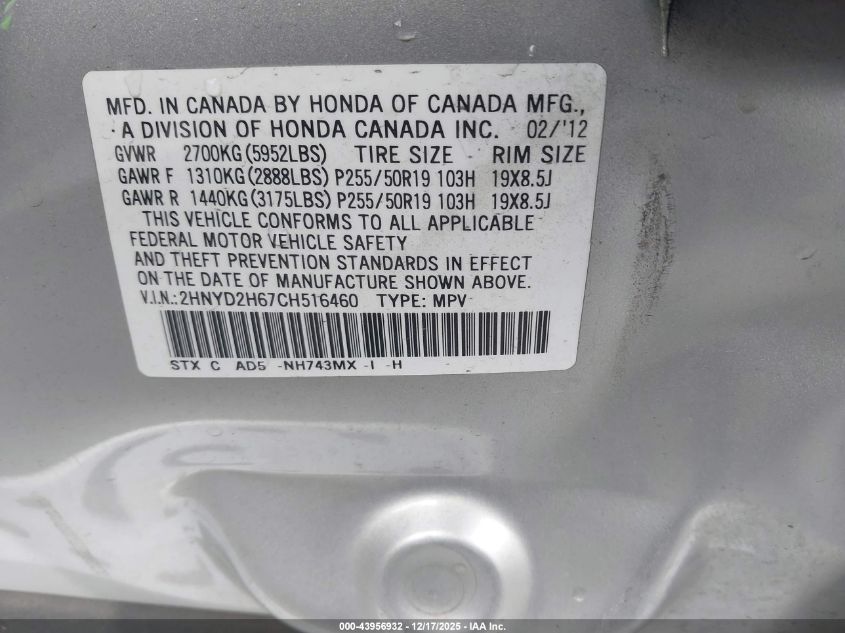 MFD. IN CANADA BY HONDA OF CANADA MFG.,
A DIVISION OF HONDA CANADA INC. 02/'12
GVWR 2700KG(5952LBS) TIRE SIZE RIM SIZE
GAWR F 1310KG(2888LBS) P255/50R19 103H 19X8.5J
GAWR R 1440KG(3175LBS) P255/50R19 103H 19X8.5J
THIS VEHICLE CONFORMS TO ALL APPLICABLE
FEDERAL MOTOR VEHICLE SAFETY
AND THEFT PREVENTION STANDARDS IN EFFECT
ON THE DATE OF MANUFACTURE SHOWN ABOVE.
V.I.N.:2HNYD2H67CH516460 TYPE: MPV
STX C AD5 -NH743MX -I -H
000-43956932 - 12/17/2025 - IAA Inc.